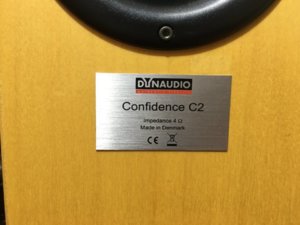 DYNAUDIO
Confidence C2
Impedance 4 Ω
Made in Denmark
CE